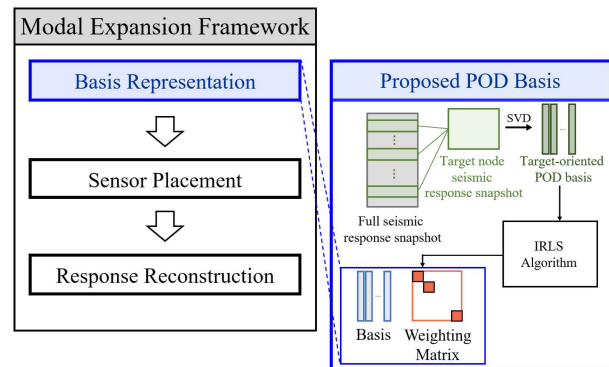 Modal Expansion Framework
Basis Representation
Sensor Placement
Response Reconstruction
Proposed POD Basis
SVD
Target node
seismic
response snapshot
Target-oriented
POD basis
Full seismic
response snapshot
IRLS
Algorithm
Basis
Weighting
Matrix